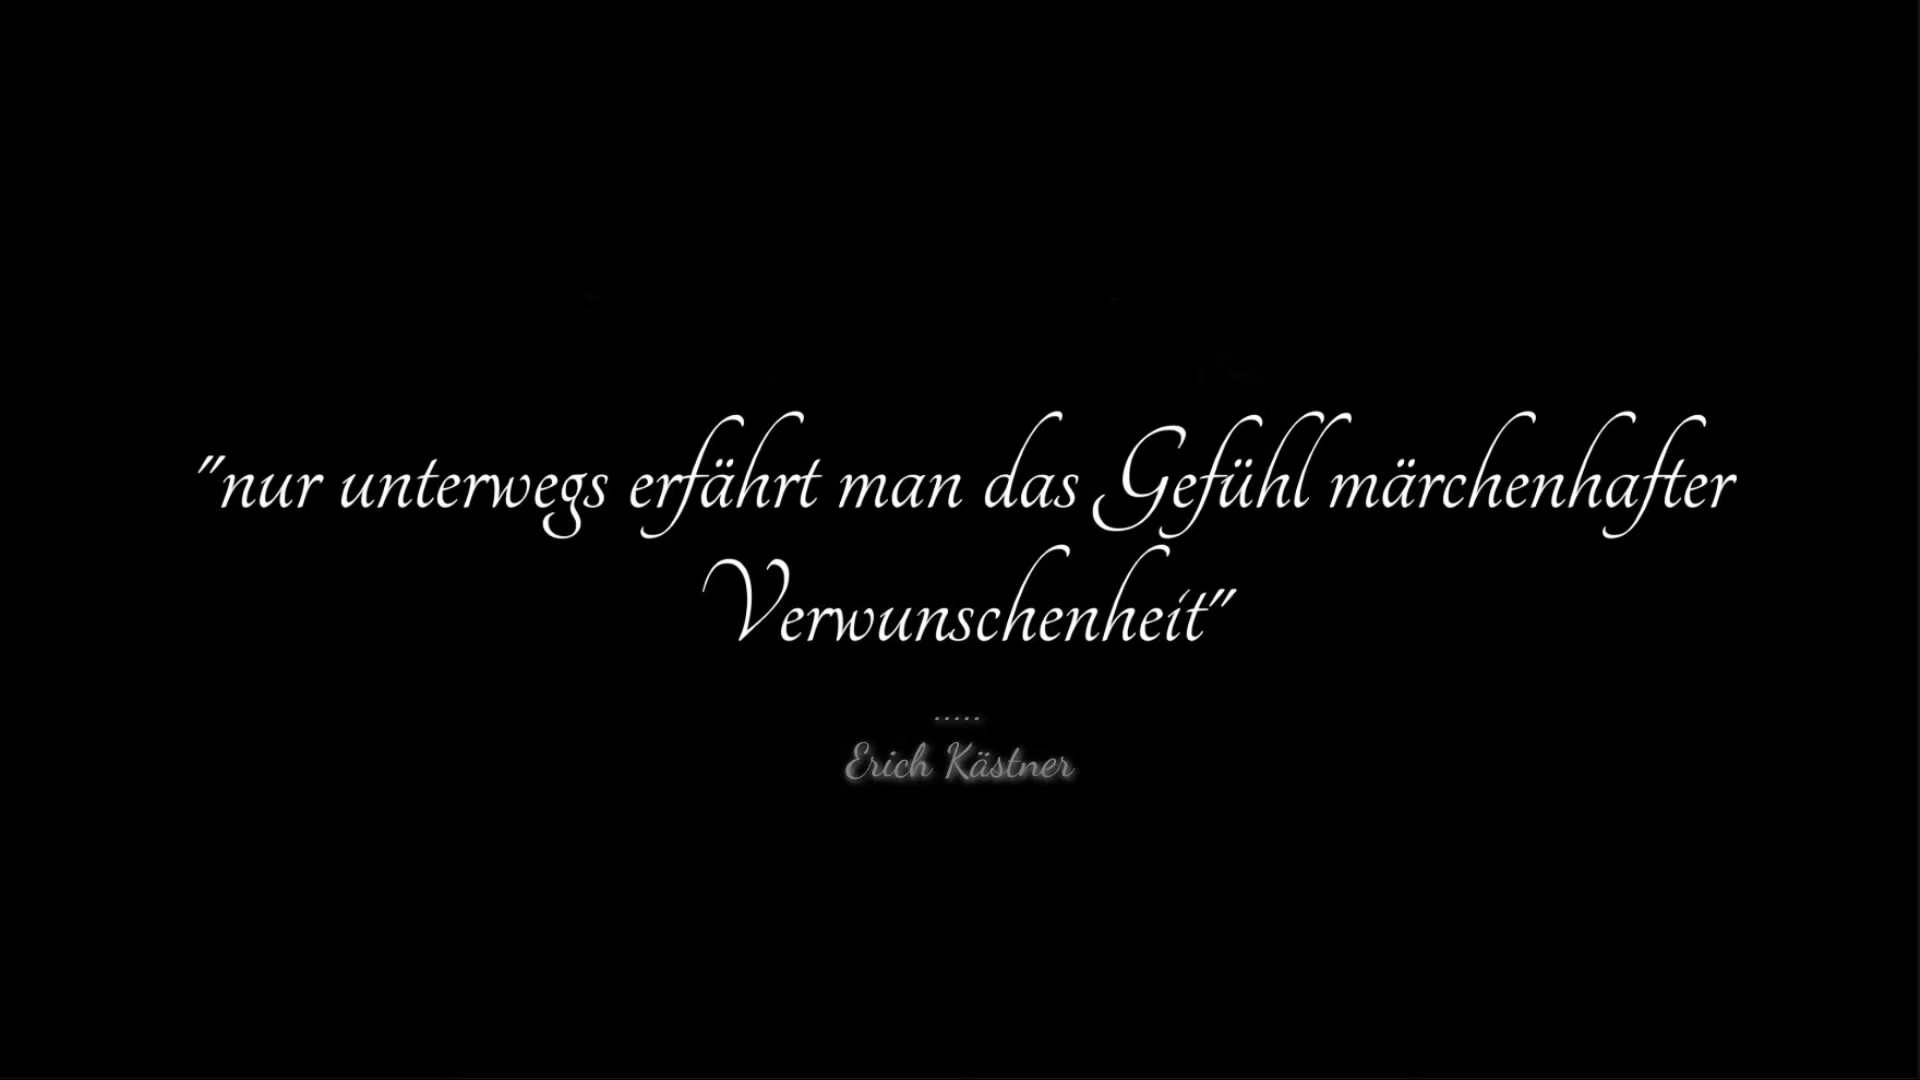 "nur unterwegs erfährt man das Gefühl märchenhafter
Verwunschenheit"
.....
Erich Kästner